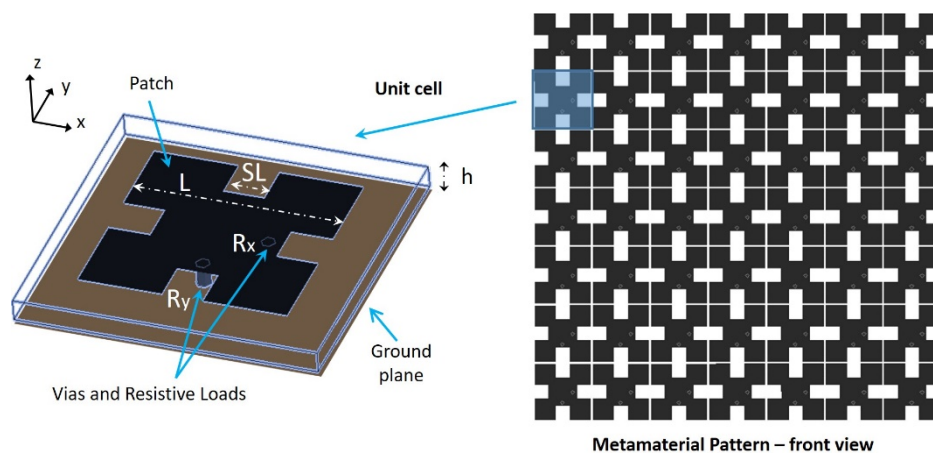 z
y
x
Patch
Unit cell
SL
L
h
Rx
Ry
Ground
plane
Vias and Resistive Loads
Metamaterial Pattern – front view